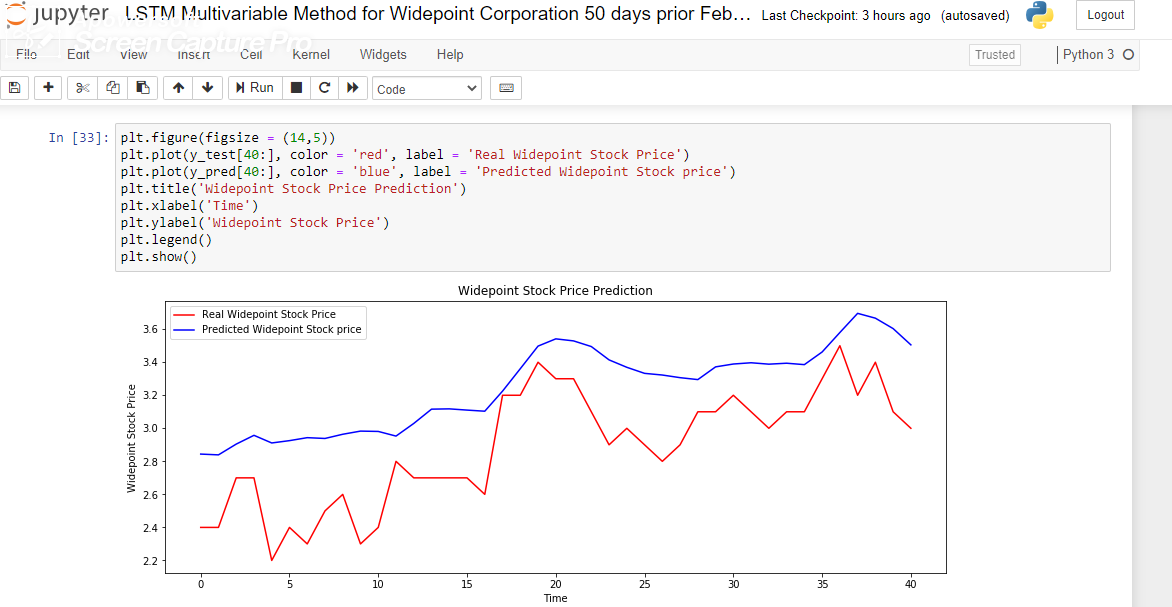 jupyter LSTM Multivariable Method for Widepoint Corporation 50 days prior Feb... Last Checkpoint: 3 hours ago (autosaved) Logout
Screen Capture Pro
File Edit View Insert Cell Kernel Widgets Help Trusted Python 3
Run Code
In [33]: plt.figure(figsize = (14,5))
plt.plot(y_test[40:], color = 'red', label = 'Real Widepoint Stock Price')
plt.plot(y_pred[40:], color = 'blue', label = 'Predicted Widepoint Stock price')
plt.title('Widepoint Stock Price Prediction')
plt.xlabel('Time')
plt.ylabel('Widepoint Stock Price')
plt.legend()
plt.show()
Widepoint Stock Price Prediction
Real Widepoint Stock Price
Predicted Widepoint Stock price
Widepoint Stock Price
3.6
3.4
3.2
3.0
2.8
2.6
2.4
2.2
0 5 10 15 20 25 30 35 40
Time